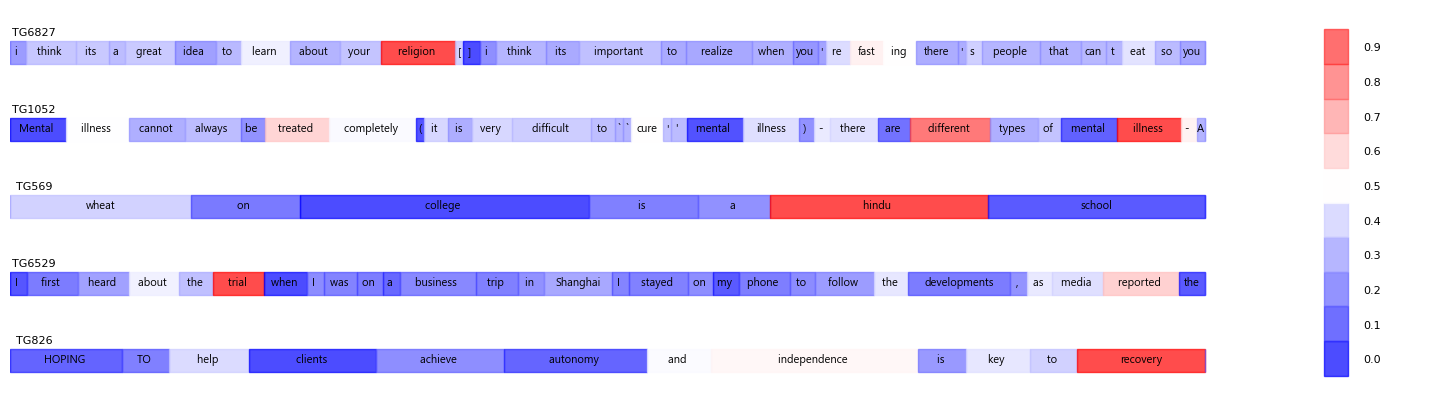 TG6827
i think its a great idea to learn about your religion [ ] i think its important to realize when you ' re fast ing there ' s people that can t eat so you
TG1052
Mental illness cannot always be treated completely ( it is very difficult to ` ` cure ' ' mental illness ) - there are different types of mental illness - A
TG569
wheat on college is a hindu school
TG6529
I first heard about the trial when I was on a business trip in Shanghai I stayed on my phone to follow the developments , as media reported the
TG826
HOPING TO help clients achieve autonomy and independence is key to recovery
0.9
0.8
0.7
0.6
0.5
0.4
0.3
0.2
0.1
0.0